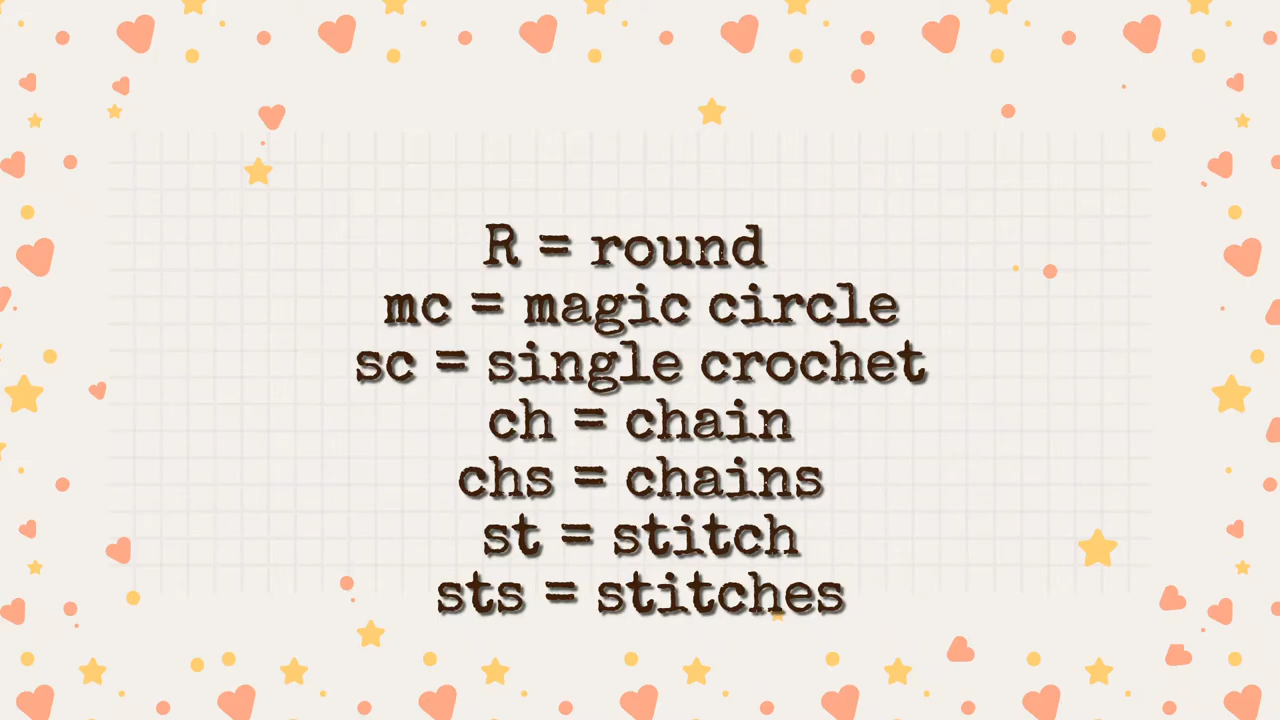 R = round
mc = magic circle
sc = single crochet
ch = chain
chs = chains
st = stitch
sts = stitches